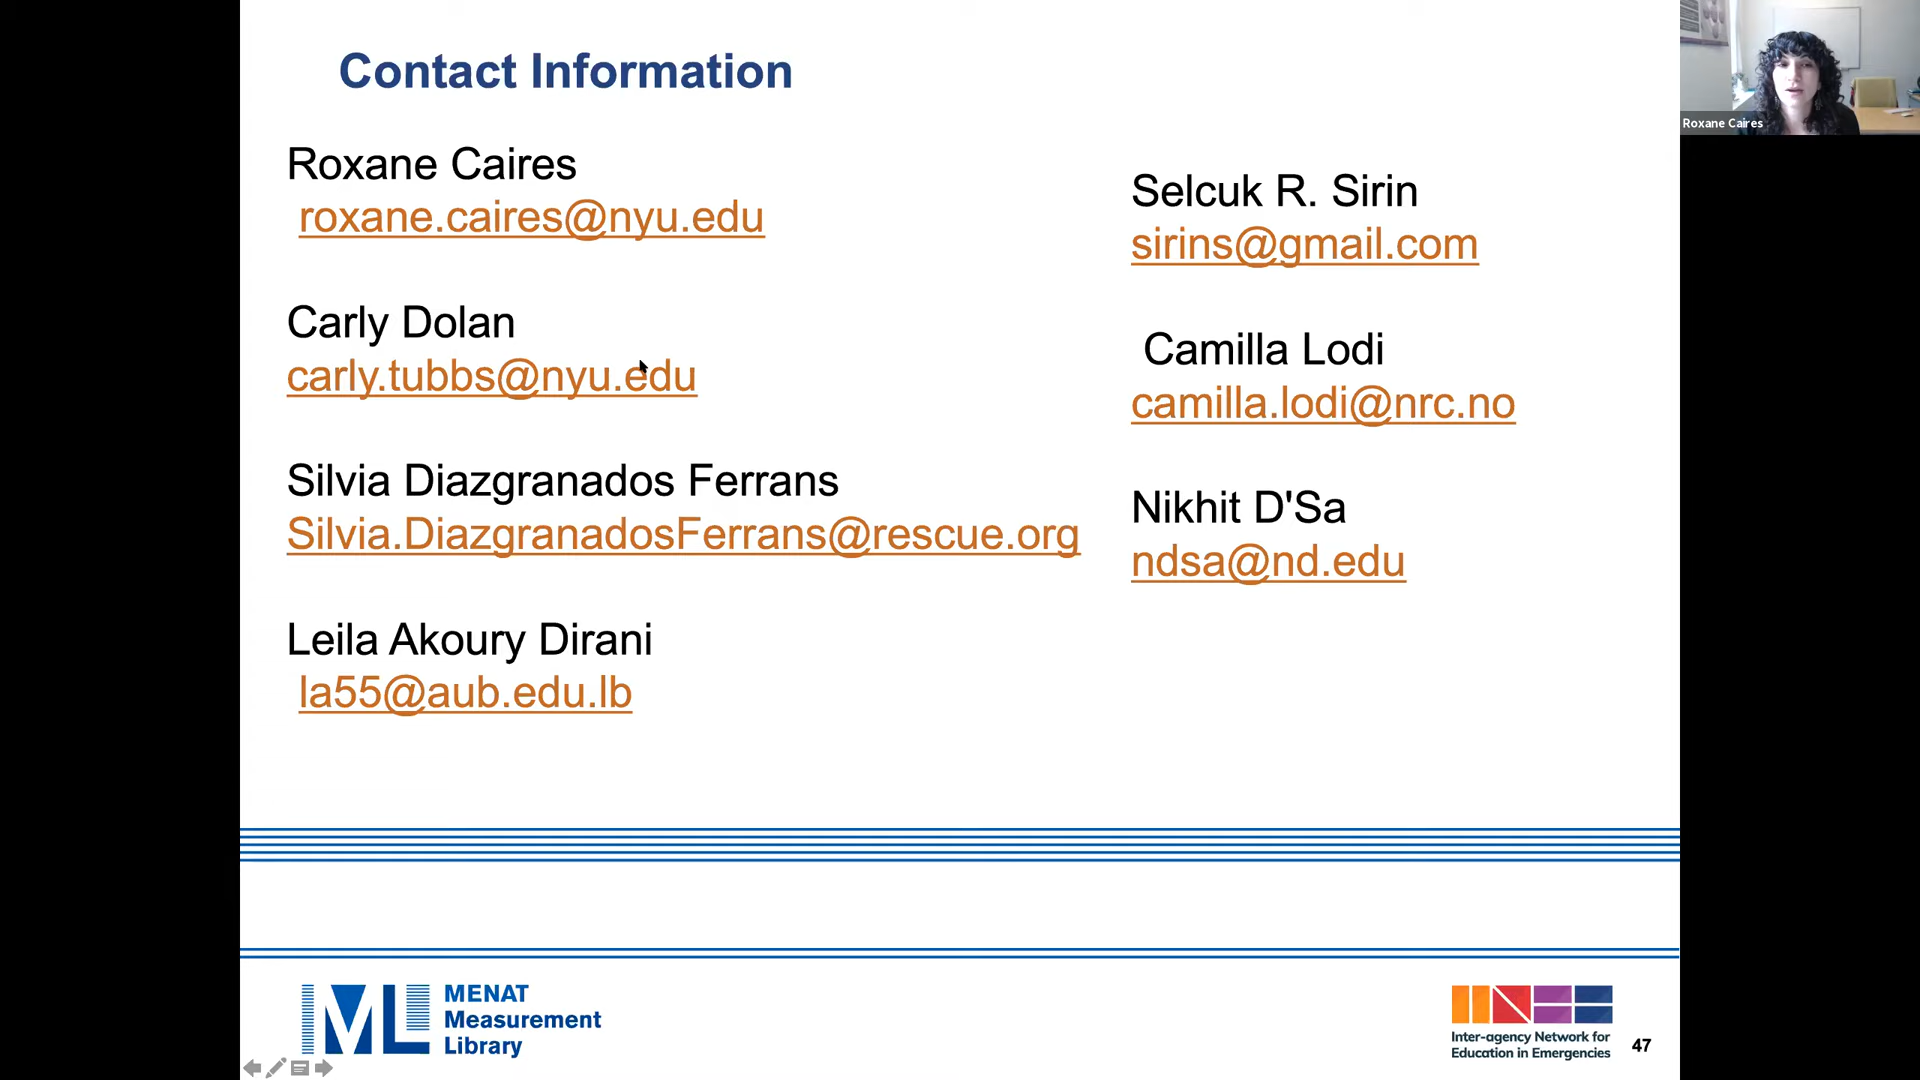 Contact Information
Roxane Caires
roxane.caires@nyu.edu
Carly Dolan
carly.tubbs@nyu.edu
Silvia Diazgranados Ferrans
Silvia.DiazgranadosFerrans@rescue.org
Leila Akoury Dirani
la55@aub.edu.lb
Selcuk R. Sirin
sirins@gmail.com
Camilla Lodi
camilla.lodi@nrc.no
Nikhit D'Sa
ndsa@nd.edu
Roxane Caires
ML
MENAT
Measurement
Library
INEE
Inter-agency Network for
Education in Emergencies
47